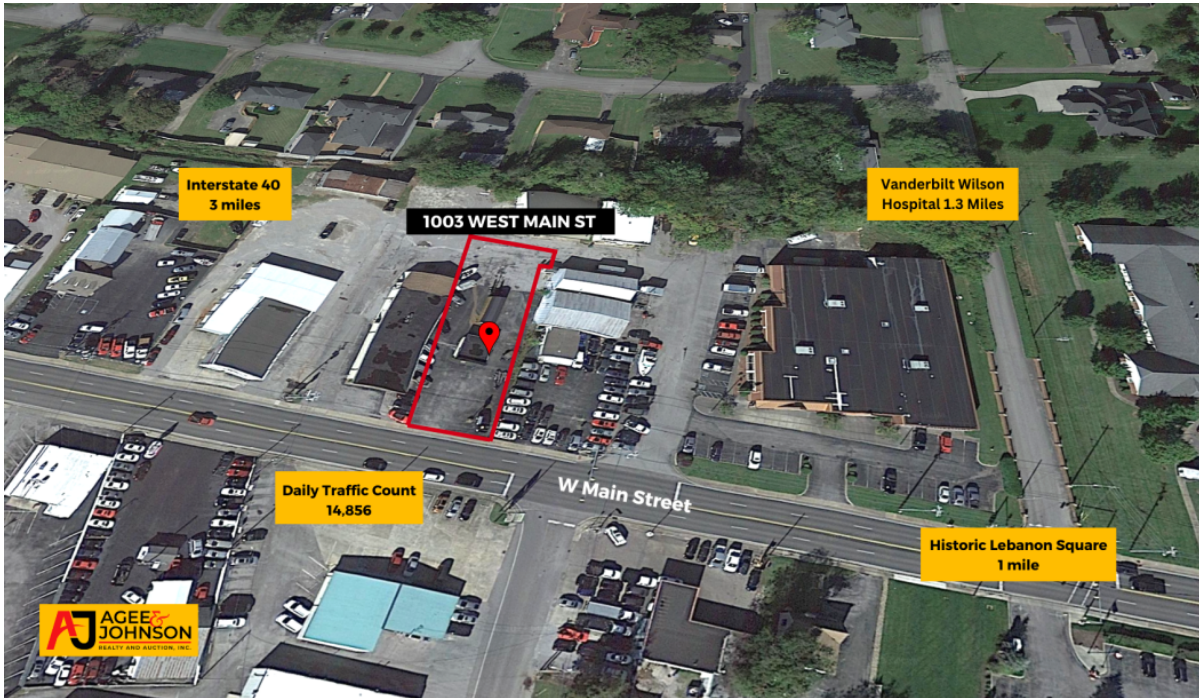 Interstate 40
3 miles
Vanderbilt Wilson
Hospital 1.3 Miles
1003 WEST MAIN ST
Daily Traffic Count
14,856
W Main Street
Historic Lebanon Square
1 mile
AJ AGEE&
JOHNSON
REALTY AND AUCTION, INC.